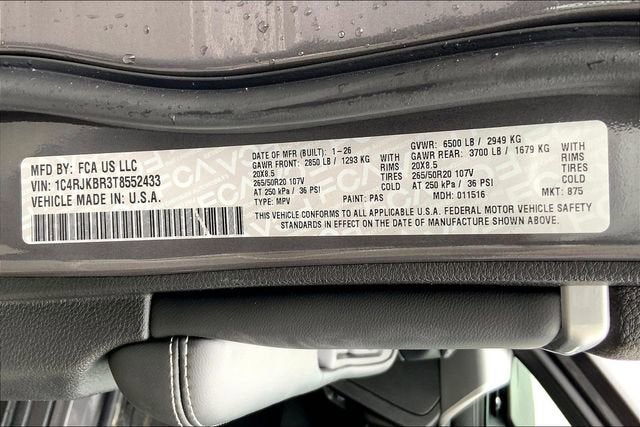 MFD BY: FCA US LLC
VIN: 1C4RJKBR3T8552433
VEHICLE MADE IN: U.S.A.
DATE OF MFR (BUILT): 1-26
GAWR FRONT: 2850 LB / 1293 KG
20X8.5
265/50R20 107V
AT 250 kPa / 36 PSI
TYPE: MPV
GVWR: 6500 LB / 2949 KG
GAWR REAR: 3700 LB / 1679 KG
20X8.5
265/50R20 107V
AT 250 kPa / 36 PSI
PAINT: PAS
RIMS
TIRES
COLD
RIMS
TIRES
COLD
MDH: 011516
MKT: 875
THIS VEHICLE CONFORMS TO ALL APPLICABLE U.S.A. FEDERAL MOTOR VEHICLE SAFETY
STANDARDS IN EFFECT ON THE DATE OF MANUFACTURE SHOWN ABOVE.